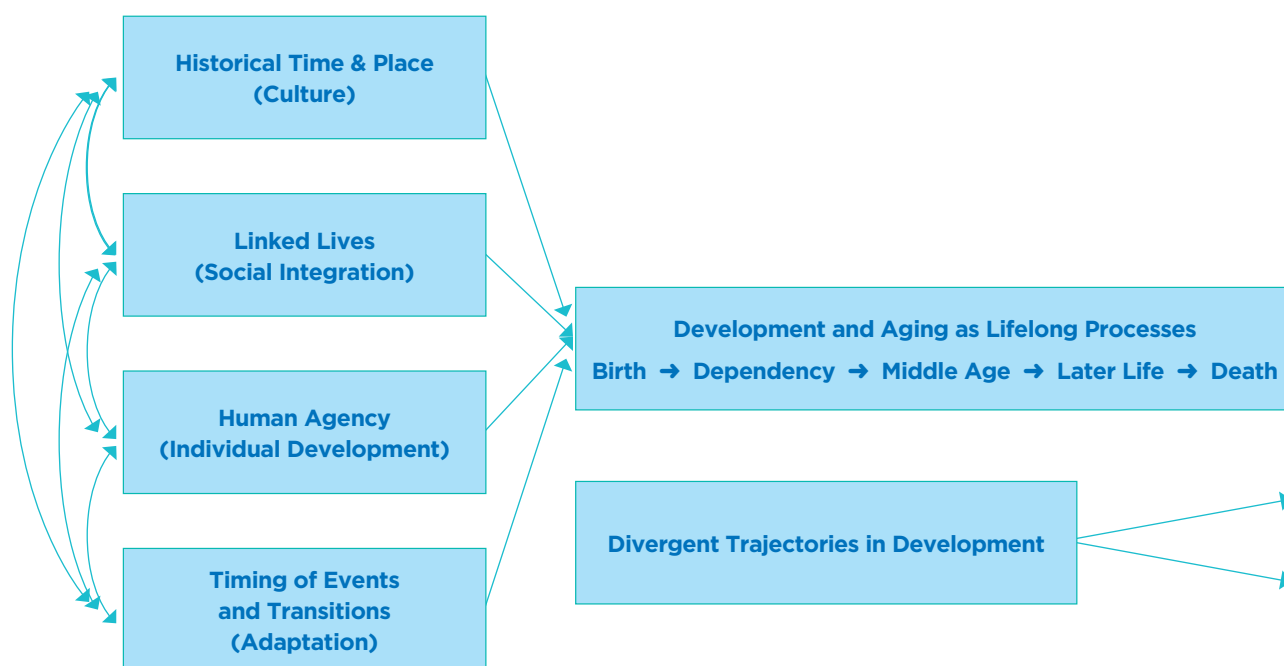 Historical Time & Place
(Culture)
Linked Lives
(Social Integration)
Human Agency
(Individual Development)
Timing of Events
and Transitions
(Adaptation)
Development and Aging as Lifelong Processes
Birth ➔ Dependency ➔ Middle Age ➔ Later Life ➔ Death
Divergent Trajectories in Development